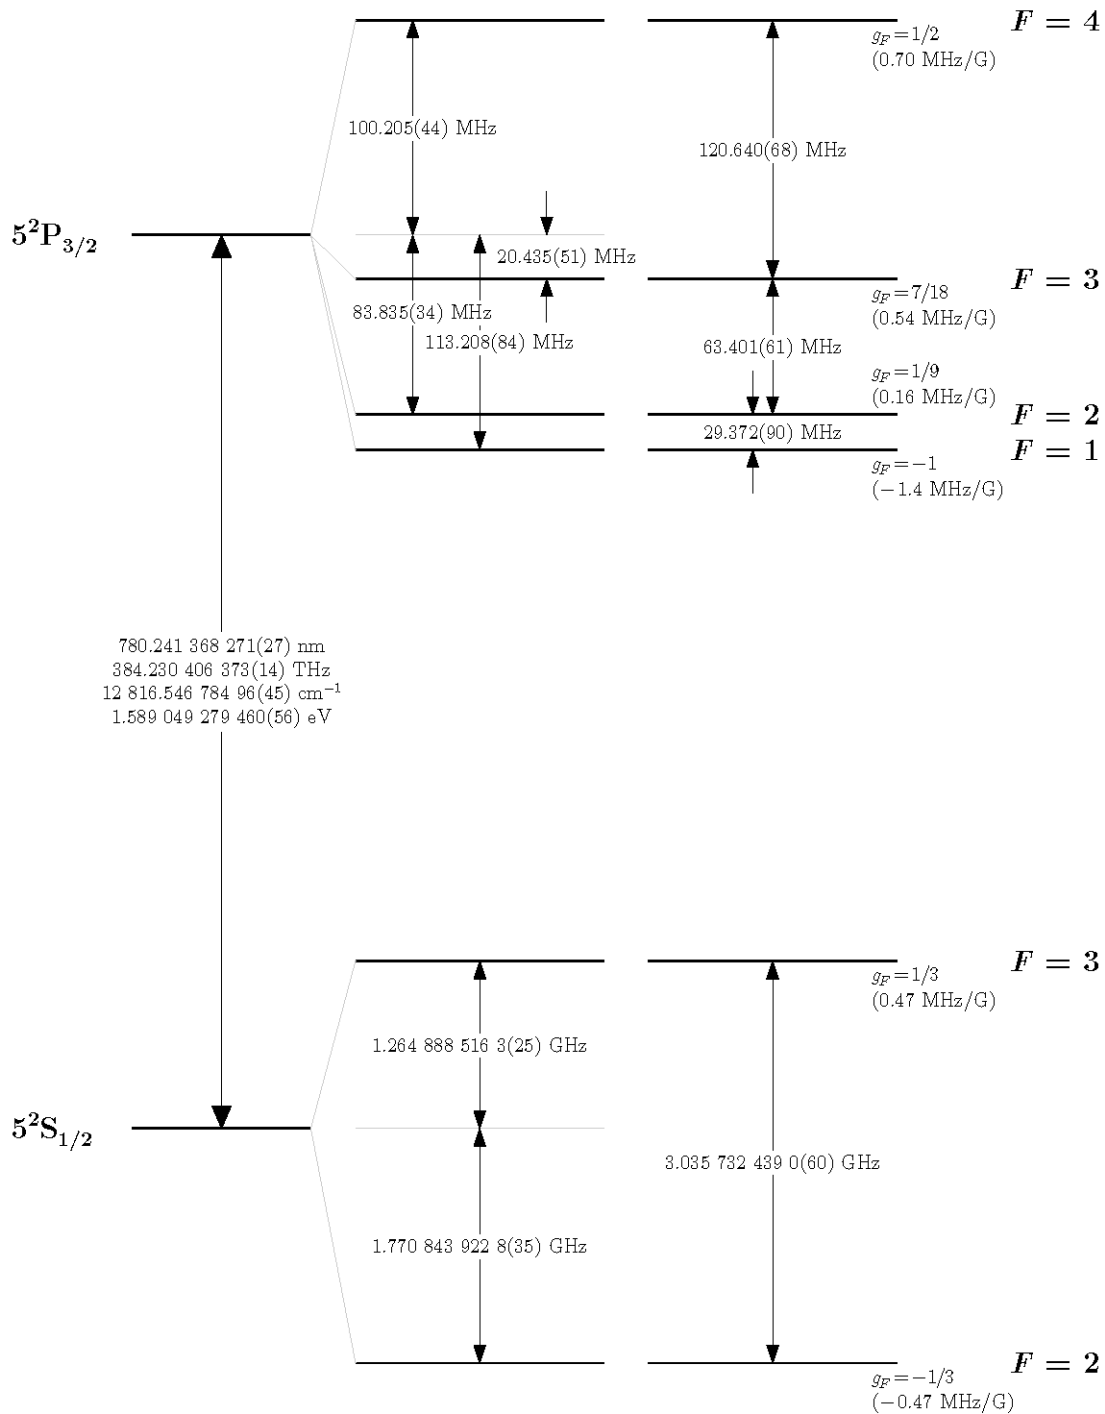 F = 4
g_F = 1/2
(0.70 MHz/G)
100.205(44) MHz
120.640(68) MHz
5²P₃/₂
20.435(51) MHz
F = 3
g_F = 7/18
(0.54 MHz/G)
83.835(34) MHz
113.208(84) MHz
63.401(61) MHz
g_F = 1/9
(0.16 MHz/G)
F = 2
29.372(90) MHz
F = 1
g_F = −1
(−1.4 MHz/G)
780.241 368 271(27) nm
384.230 406 373(14) THz
12 816.546 784 96(45) cm⁻¹
1.589 049 279 460(56) eV
F = 3
g_F = 1/3
(0.47 MHz/G)
1.264 888 516 3(25) GHz
5²S₁/₂
3.035 732 439 0(60) GHz
1.770 843 922 8(35) GHz
F = 2
g_F = −1/3
(−0.47 MHz/G)